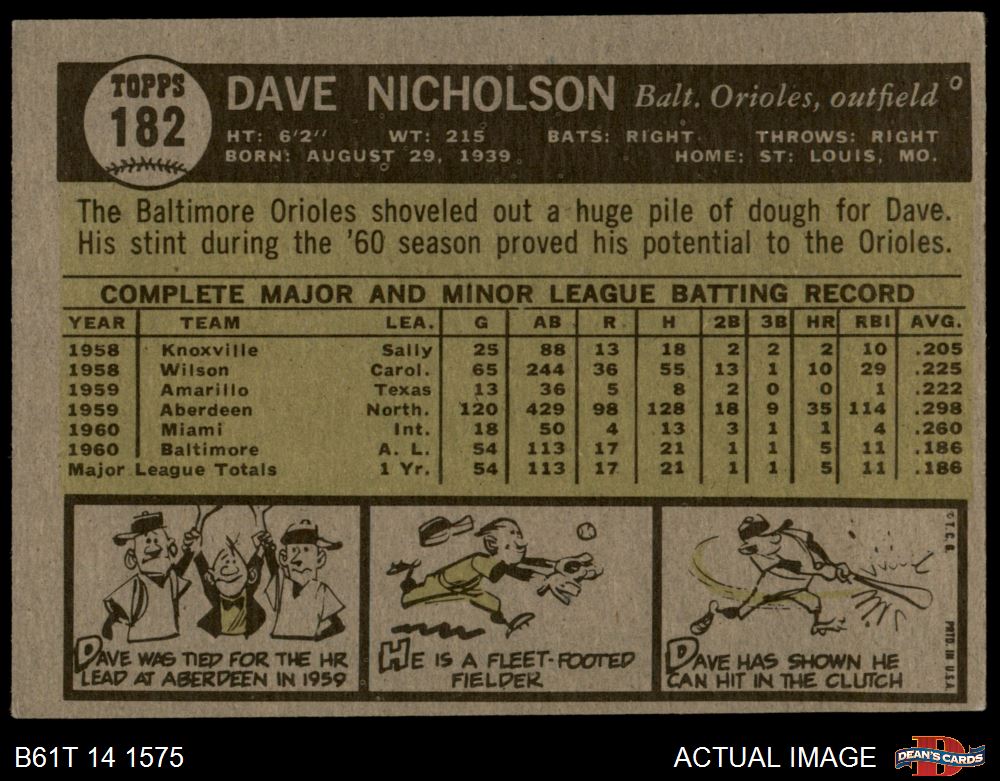 TOPPS
182
DAVE NICHOLSON Balt. Orioles, outfield
HT: 6'2'' WT: 215 BATS: RIGHT THROWS: RIGHT
BORN: AUGUST 29, 1939 HOME: ST: LOUIS, MO.
The Baltimore Orioles shoveled out a huge pile of dough for Dave.
His stint during the '60 season proved his potential to the Orioles.
COMPLETE MAJOR AND MINOR LEAGUE BATTING RECORD
YEAR TEAM LEA. G AB R H 2B 3B HR RBI AVG.
1958 Knoxville Sally 25 88 13 18 2 2 2 10 .205
1958 Wilson Carol. 65 244 36 55 13 1 10 29 .225
1959 Amarillo Texas 13 36 5 8 2 0 0 1 .222
1959 Aberdeen North. 120 429 98 128 18 9 35 114 .298
1960 Miami Int. 18 50 4 13 3 1 1 4 .260
1960 Baltimore A. L. 54 113 17 21 1 1 5 11 .186
Major League Totals 1 Yr. 54 113 17 21 1 1 5 11 .186
DAVE WAS TIED FOR THE HR
LEAD AT ABERDEEN IN 1959
HE IS A FLEET-FOOTED
FIELDER
DAVE HAS SHOWN HE
CAN HIT IN THE CLUTCH
© T. C. G.
PRTD IN U.S.A.
B61T 14 1575
ACTUAL IMAGE
D
DEAN'S CARDS